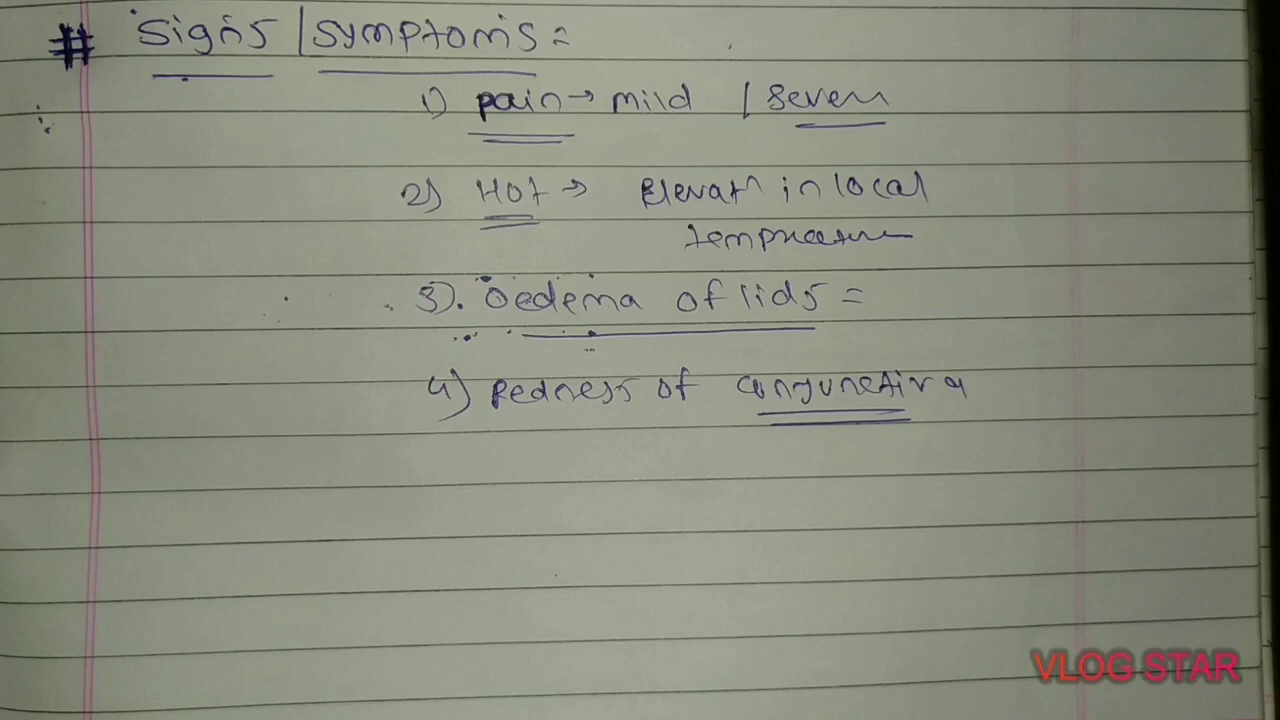 # Signs | Symptoms =
1) pain → mild / Severe
2) Hot → Elevatn in local
temprature
3). Oedema of lids =
4) Redness of conjunctiva
VLOG STAR